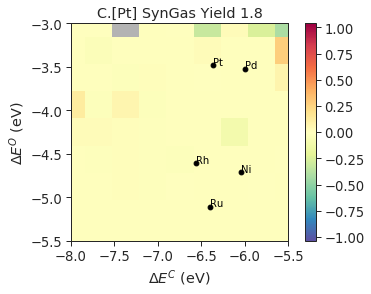 C.[Pt] SynGas Yield 1.8
−3.0
−3.5
−4.0
−4.5
−5.0
−5.5
ΔE^O (eV)
Pt
Pd
Rh
Ni
Ru
−8.0 −7.5 −7.0 −6.5 −6.0 −5.5
ΔE^C (eV)
1.00
0.75
0.50
0.25
0.00
−0.25
−0.50
−0.75
−1.00